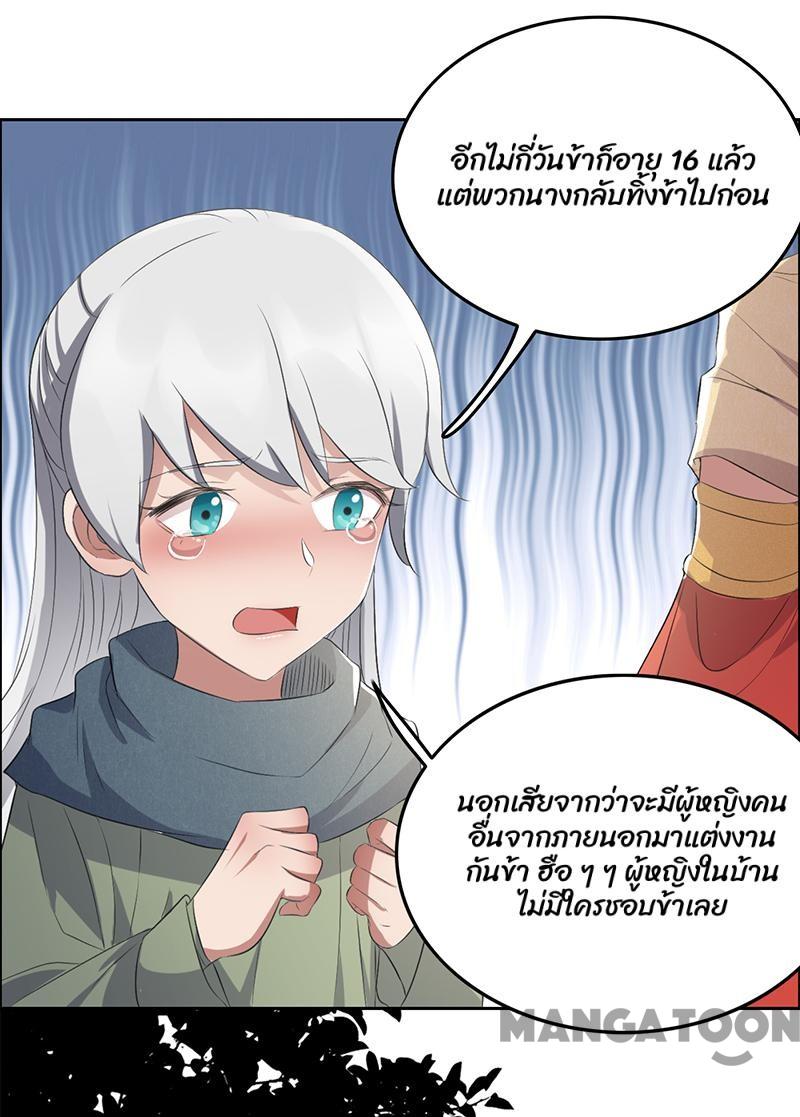 อีกไม่กี่วันข้าก็อายุ 16 แล้ว
แต่พวกนางกลับทิ้งข้าไปก่อน
นอกเสียจากว่าจะมีผู้หญิงคน
อื่นจากภายนอกมาแต่งงาน
กับข้า ฮือ ๆ ๆ ผู้หญิงในบ้าน
ไม่มีใครชอบข้าเลย
MANGATOON